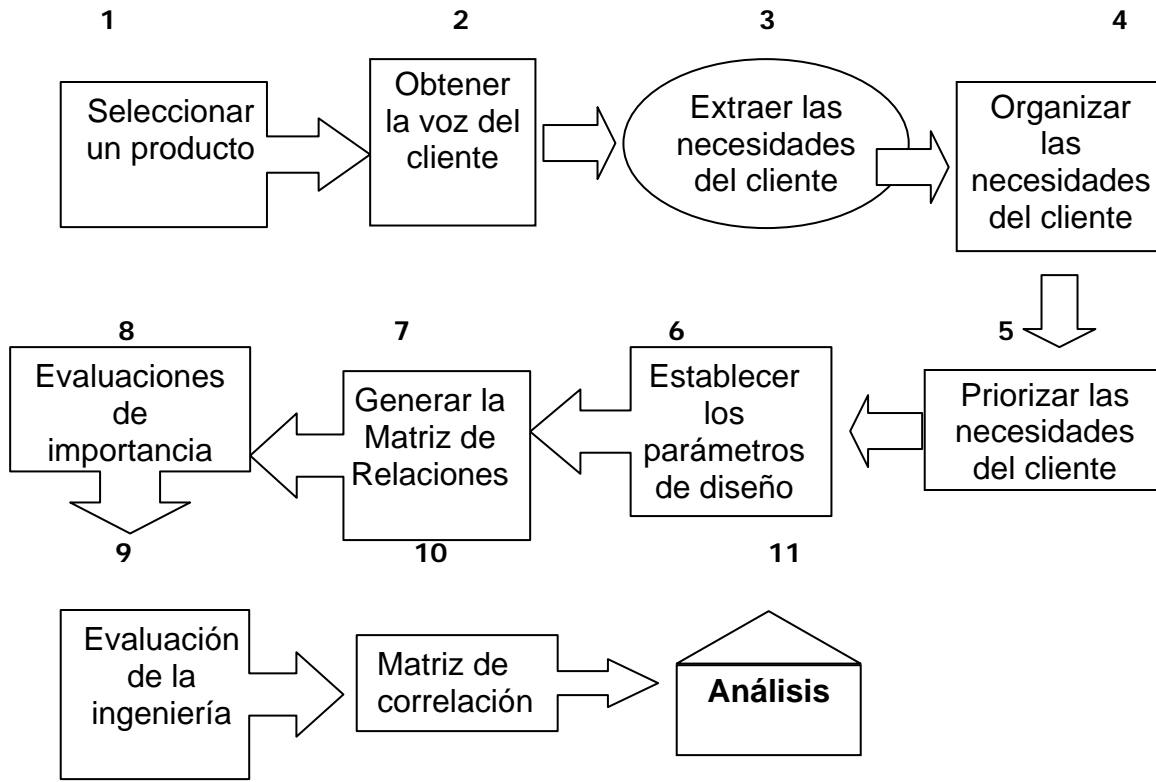 1
2
3
4
Seleccionar
un producto
Obtener
la voz del
cliente
Extraer las
necesidades
del cliente
Organizar
las
necesidades
del cliente
8
7
6
5
Evaluaciones
de
importancia
Generar la
Matriz de
Relaciones
Establecer
los
parámetros
de diseño
Priorizar las
necesidades
del cliente
9
10
11
Evaluación
de la
ingeniería
Matriz de
correlación
Análisis